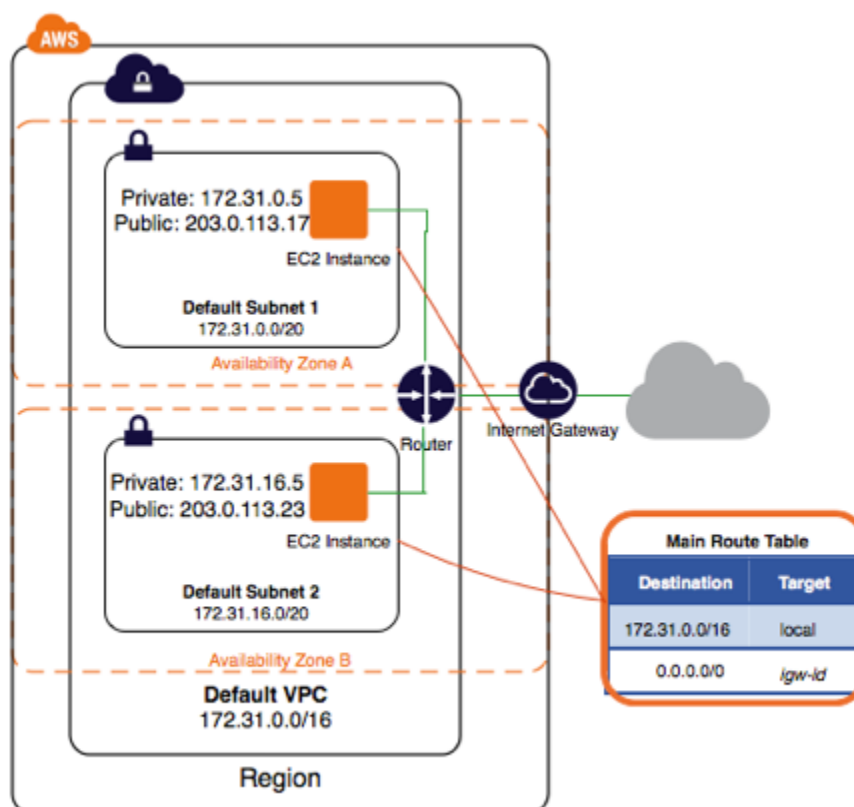 AWS
Private: 172.31.0.5
Public: 203.0.113.17
EC2 Instance
Default Subnet 1
172.31.0.0/20
Availability Zone A
Router
Internet Gateway
Private: 172.31.16.5
Public: 203.0.113.23
EC2 Instance
Default Subnet 2
172.31.16.0/20
Availability Zone B
Default VPC
172.31.0.0/16
Region
Main Route Table
Destination Target
172.31.0.0/16 local
0.0.0.0/0 igw-id